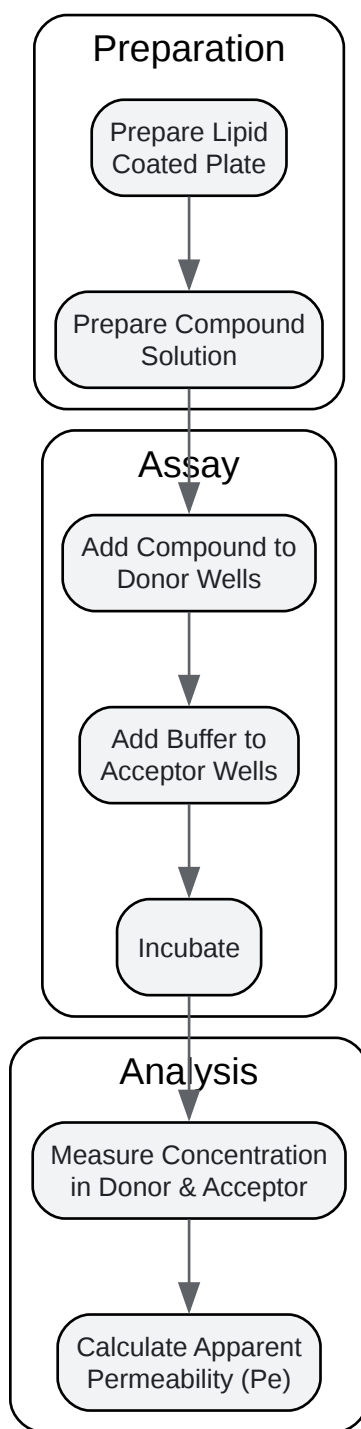 Preparation
Prepare Lipid
Coated Plate
Prepare Compound
Solution
Assay
Add Compound to
Donor Wells
Add Buffer to
Acceptor Wells
Incubate
Analysis
Measure Concentration
in Donor & Acceptor
Calculate Apparent
Permeability (Pe)